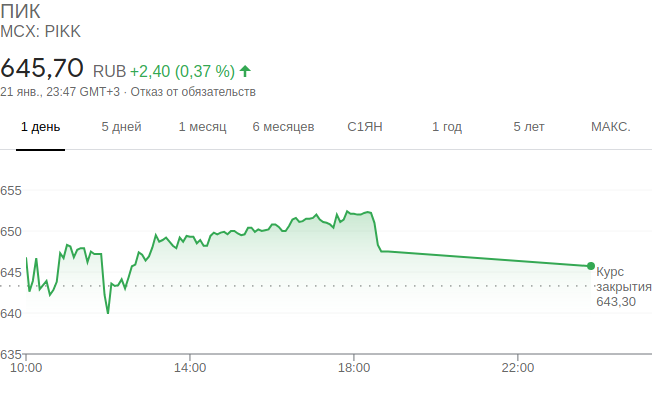 ПИК
MCX: PIKK
645,70 RUB +2,40 (0,37 %)
21 янв., 23:47 GMT+3 · Отказ от обязательств
1 день 5 дней 1 месяц 6 месяцев С1ЯН 1 год 5 лет МАКС.
655
650
645
640
635
Курс
закрытия
643,30
10:00 14:00 18:00 22:00